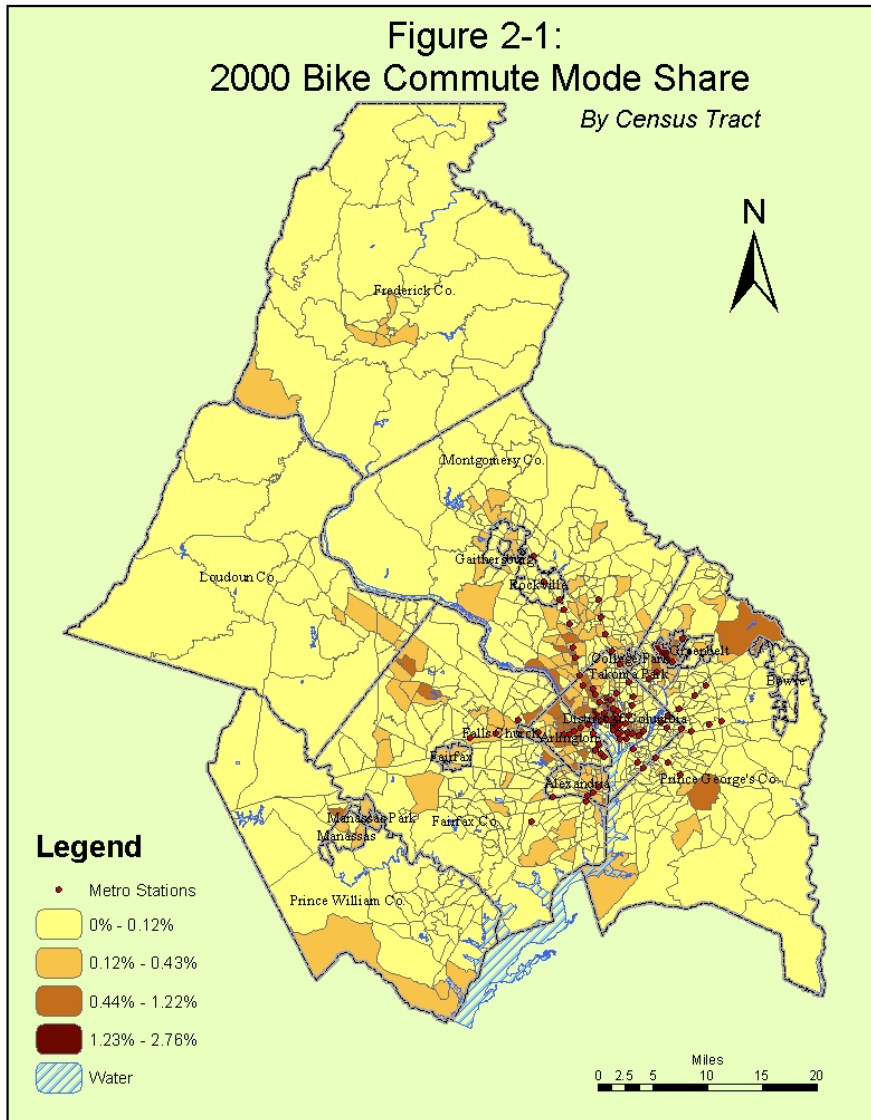 Figure 2-1:
2000 Bike Commute Mode Share
By Census Tract
N
Frederick Co.
Montgomery Co.
Gaithersburg
Loudoun Co.
Rockville
College Park
Greenbelt
Takoma Park
Bowie
District of Columbia
Falls Church
Arlington
Fairfax
Alexandria
Prince George's Co.
Manassas Park
Fairfax Co.
Manassas
Prince William Co.
Legend
Metro Stations
0% - 0.12%
0.12% - 0.43%
0.44% - 1.22%
1.23% - 2.76%
Water
Miles
0 2.5 5 10 15 20